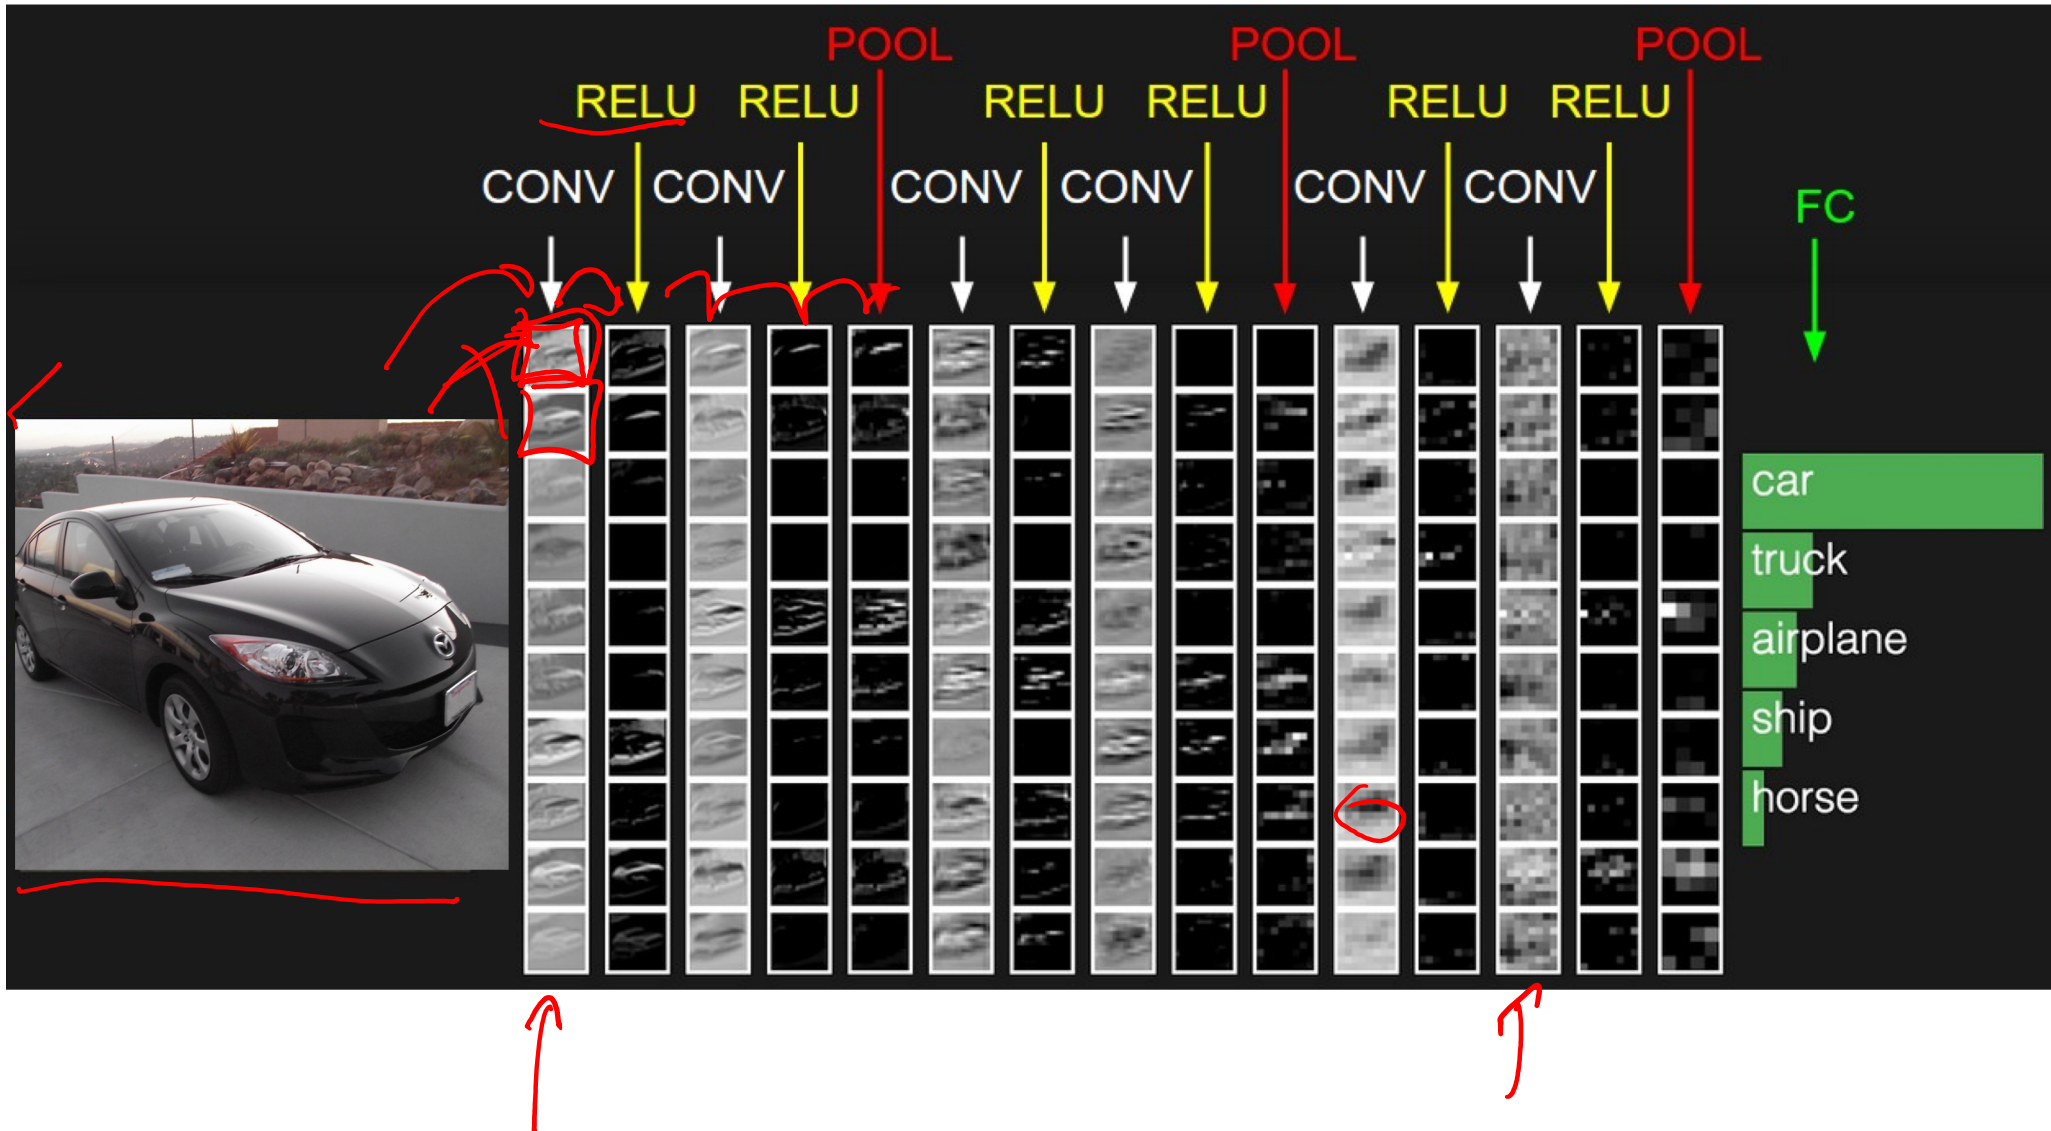 POOL POOL POOL
RELU RELU RELU RELU RELU RELU
CONV CONV CONV CONV CONV CONV
FC
car
truck
airplane
ship
horse